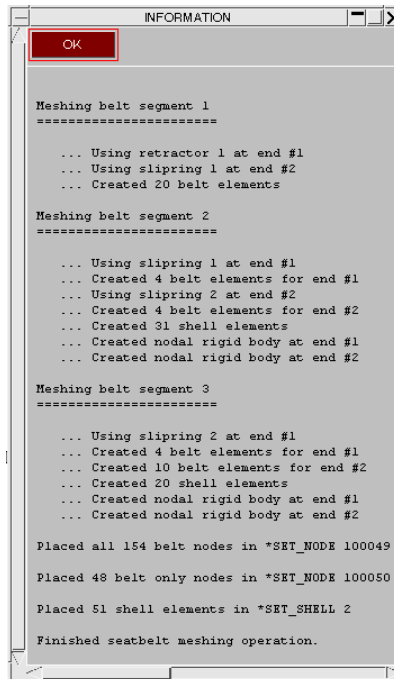 INFORMATION
OK
Meshing belt segment 1
=======================
... Using retractor 1 at end #1
... Using slipring 1 at end #2
... Created 20 belt elements
Meshing belt segment 2
=======================
... Using slipring 1 at end #1
... Created 4 belt elements for end #1
... Using slipring 2 at end #2
... Created 4 belt elements for end #2
... Created 31 shell elements
... Created nodal rigid body at end #1
... Created nodal rigid body at end #2
Meshing belt segment 3
=======================
... Using slipring 2 at end #1
... Created 4 belt elements for end #1
... Created 10 belt elements for end #2
... Created 20 shell elements
... Created nodal rigid body at end #1
... Created nodal rigid body at end #2
Placed all 154 belt nodes in *SET_NODE 100049
Placed 48 belt only nodes in *SET_NODE 100050
Placed 51 shell elements in *SET_SHELL 2
Finished seatbelt meshing operation.